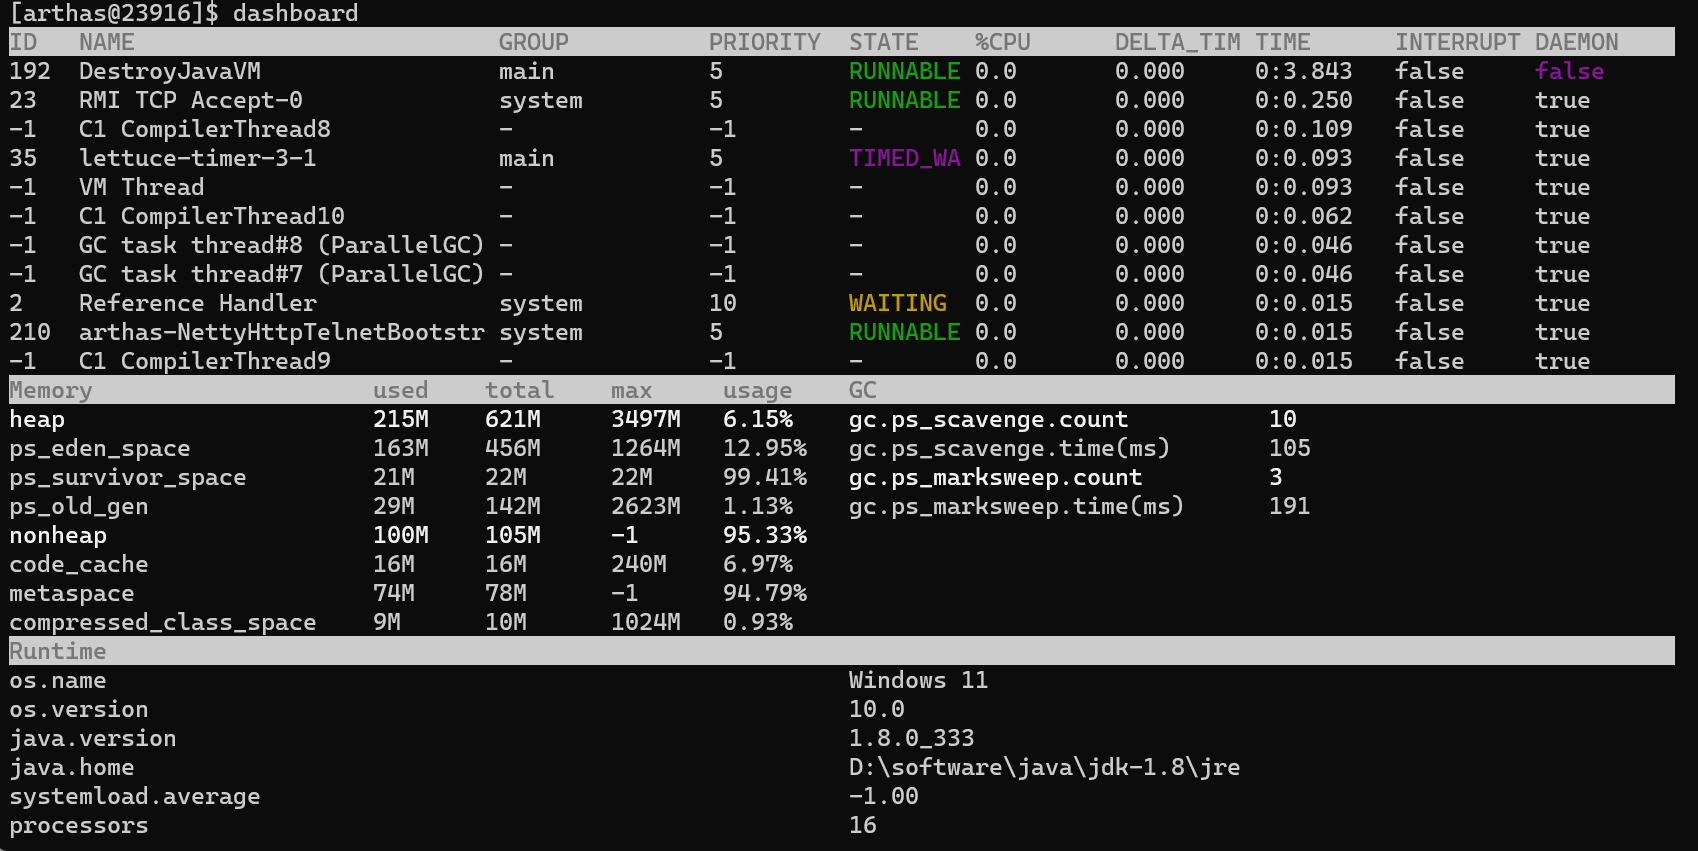 [arthas@23916]$ dashboard
ID NAME GROUP PRIORITY STATE %CPU DELTA_TIM TIME INTERRUPT DAEMON
192 DestroyJavaVM main 5 RUNNABLE 0.0 0.000 0:3.843 false false
23 RMI TCP Accept-0 system 5 RUNNABLE 0.0 0.000 0:0.250 false true
-1 C1 CompilerThread8 - -1 - 0.0 0.000 0:0.109 false true
35 lettuce-timer-3-1 main 5 TIMED_WA 0.0 0.000 0:0.093 false true
-1 VM Thread - -1 - 0.0 0.000 0:0.093 false true
-1 C1 CompilerThread10 - -1 - 0.0 0.000 0:0.062 false true
-1 GC task thread#8 (ParallelGC) - -1 - 0.0 0.000 0:0.046 false true
-1 GC task thread#7 (ParallelGC) - -1 - 0.0 0.000 0:0.046 false true
2 Reference Handler system 10 WAITING 0.0 0.000 0:0.015 false true
210 arthas-NettyHttpTelnetBootstr system 5 RUNNABLE 0.0 0.000 0:0.015 false true
-1 C1 CompilerThread9 - -1 - 0.0 0.000 0:0.015 false true
Memory used total max usage GC
heap 215M 621M 3497M 6.15% gc.ps_scavenge.count 10
ps_eden_space 163M 456M 1264M 12.95% gc.ps_scavenge.time(ms) 105
ps_survivor_space 21M 22M 22M 99.41% gc.ps_marksweep.count 3
ps_old_gen 29M 142M 2623M 1.13% gc.ps_marksweep.time(ms) 191
nonheap 100M 105M -1 95.33%
code_cache 16M 16M 240M 6.97%
metaspace 74M 78M -1 94.79%
compressed_class_space 9M 10M 1024M 0.93%
Runtime
os.name Windows 11
os.version 10.0
java.version 1.8.0_333
java.home D:\software\java\jdk-1.8\jre
systemload.average -1.00
processors 16